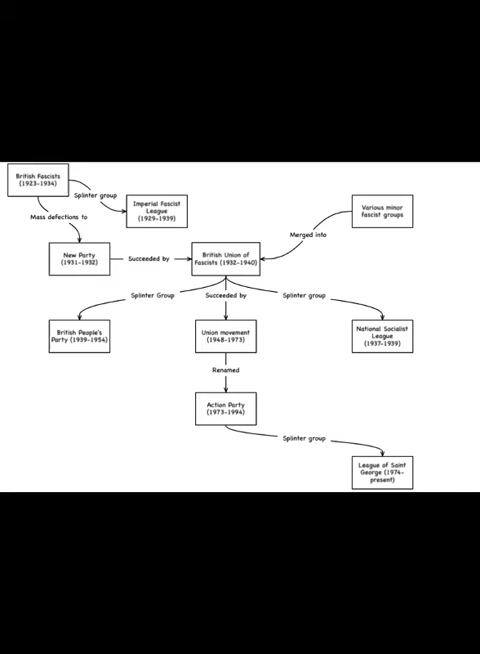 British Fascists
(1923-1934)
Splinter group
Imperial Fascist
League
(1929-1939)
Various minor
fascist groups
Mass defections to
Merged into
New Party
(1931-1932)
Succeeded by
British Union of
Fascists (1932-1940)
Splinter Group
Succeeded by
Splinter group
British People's
Party (1939-1954)
Union movement
(1948-1973)
National Socialist
League
(1937-1939)
Renamed
Action Party
(1973-1994)
Splinter group
League of Saint
George (1974-
present)